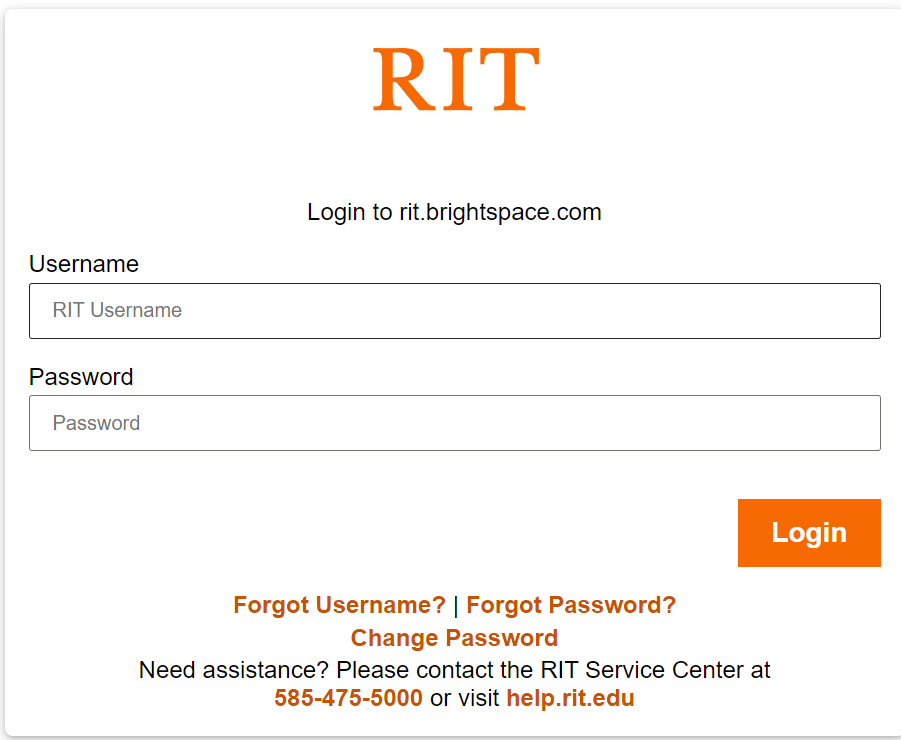 RIT
Login to rit.brightspace.com
Username
RIT Username
Password
Password
Login
Forgot Username? | Forgot Password?
Change Password
Need assistance? Please contact the RIT Service Center at
585-475-5000 or visit help.rit.edu